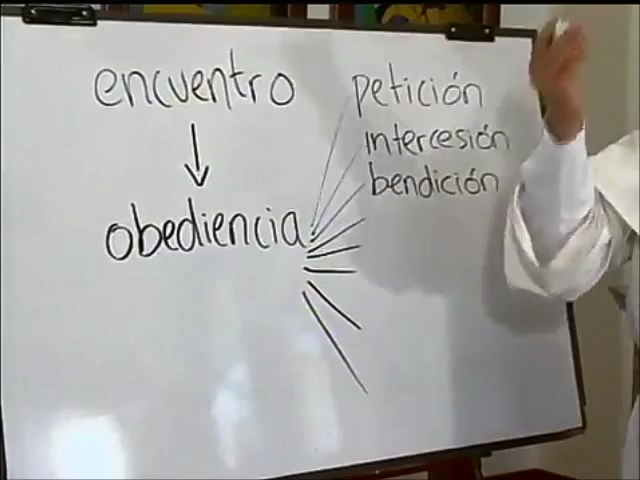 encuentro
obediencia
petición
intercesión
bendición